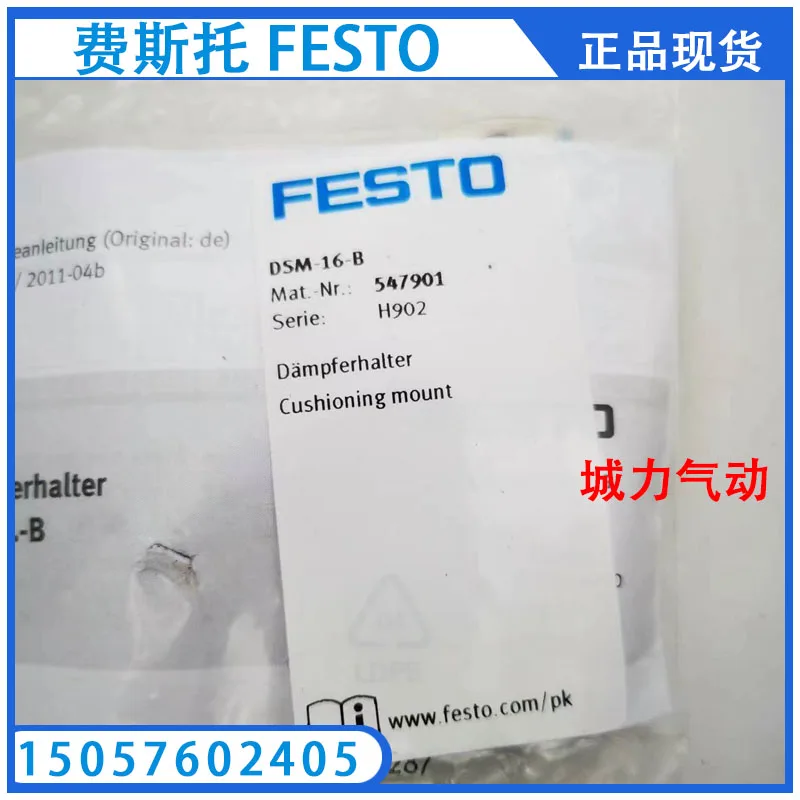 费斯托 FESTO
正品现货
FESTO
eanleitung (Original: de)
/ 2011-04b
DSM-16-B
Mat.-Nr.: 547901
Serie: H902
Dämpferhalter
Cushioning mount
erhalter
-B
城力气动
LDPE
www.festo.com/pk
15057602405